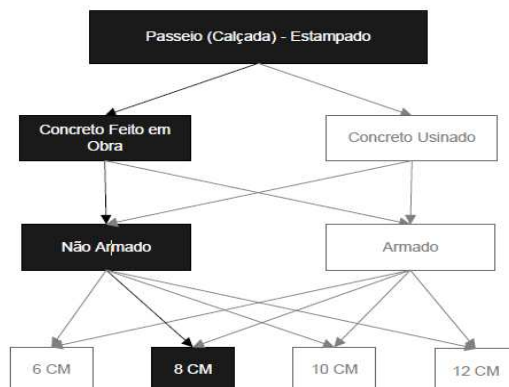 Passeio (Calçada) - Estampado
Concreto Feito em
Obra
Concreto Usinado
Não Armado
Armado
6 CM
8 CM
10 CM
12 CM